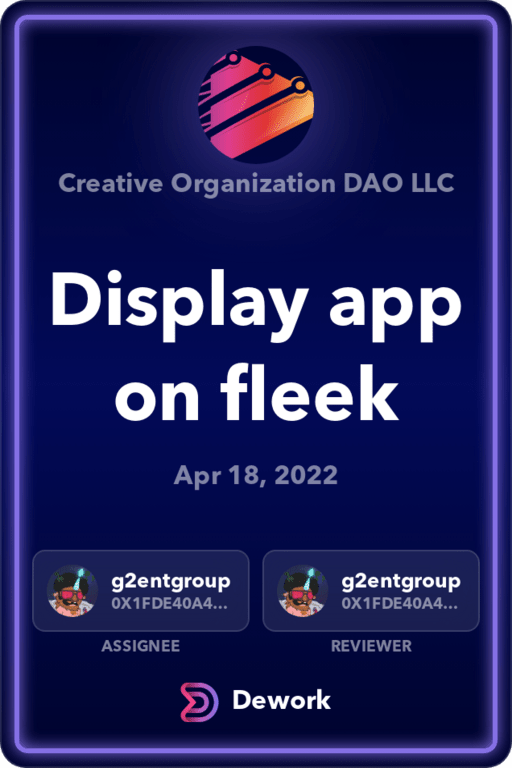 Creative Organization DAO LLC
Display app
on fleek
Apr 18, 2022
g2entgroup
0X1FDE40A4...
ASSIGNEE
g2entgroup
0X1FDE40A4...
REVIEWER
Dework